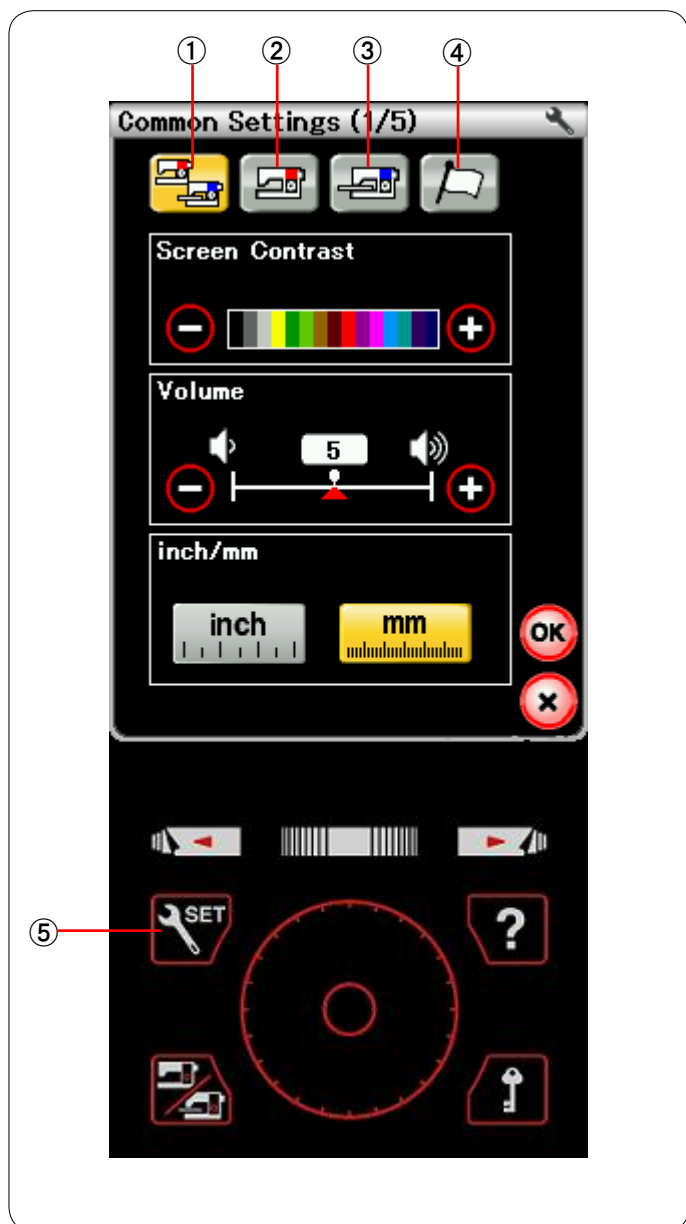 ① ② ③ ④
Common Settings (1/5)
Screen Contrast
Volume
5
inch/mm
inch mm
OK
⑤ SET ?